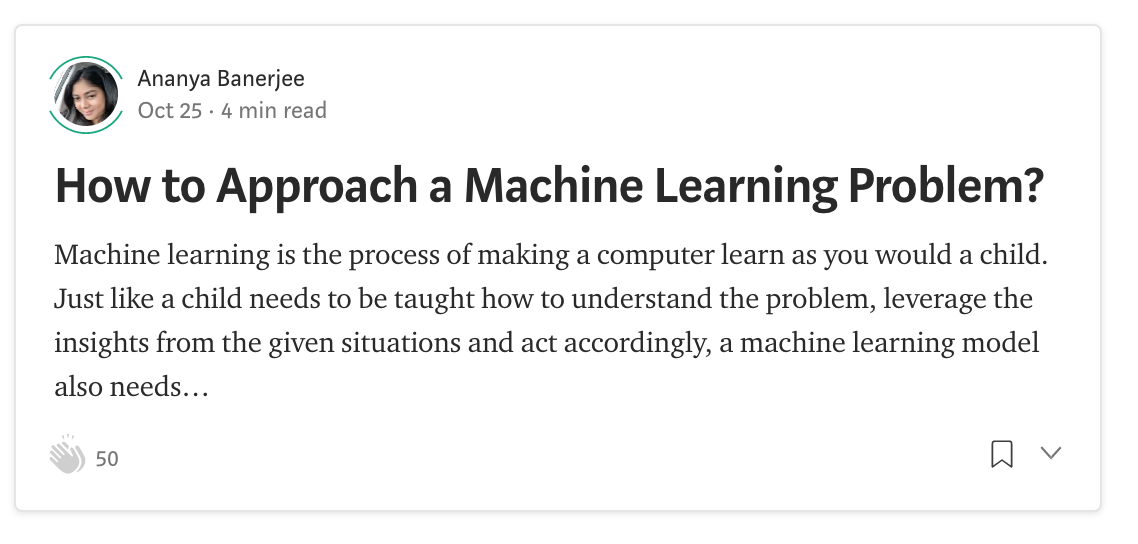 Ananya Banerjee
Oct 25 · 4 min read
How to Approach a Machine Learning Problem?
Machine learning is the process of making a computer learn as you would a child.
Just like a child needs to be taught how to understand the problem, leverage the
insights from the given situations and act accordingly, a machine learning model
also needs…
50